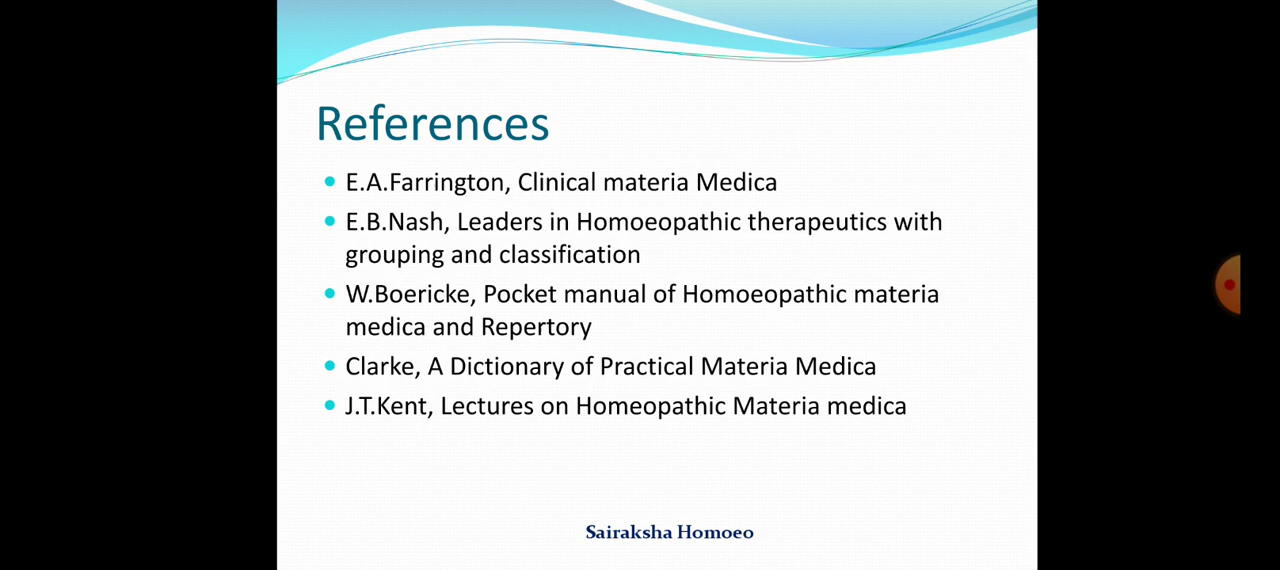 References
E.A.Farrington, Clinical materia Medica
E.B.Nash, Leaders in Homoeopathic therapeutics with
grouping and classification
W.Boericke, Pocket manual of Homoeopathic materia
medica and Repertory
Clarke, A Dictionary of Practical Materia Medica
J.T.Kent, Lectures on Homeopathic Materia medica
Sairaksha Homoeo